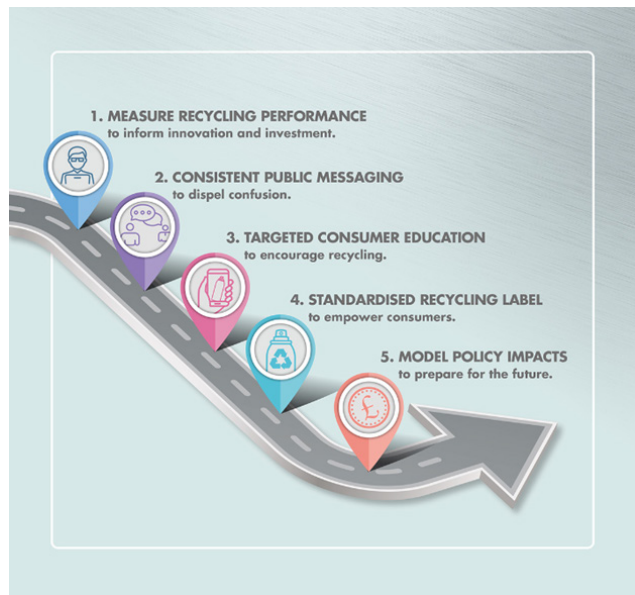 1. MEASURE RECYCLING PERFORMANCE
to inform innovation and investment.
2. CONSISTENT PUBLIC MESSAGING
to dispel confusion.
3. TARGETED CONSUMER EDUCATION
to encourage recycling.
4. STANDARDISED RECYCLING LABEL
to empower consumers.
5. MODEL POLICY IMPACTS
to prepare for the future.
£